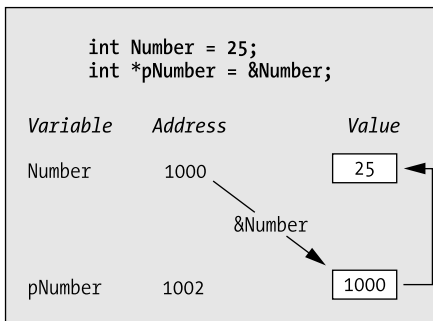 int Number = 25;
int *pNumber = &Number;
Variable Address Value
Number 1000 25
&Number
pNumber 1002 1000